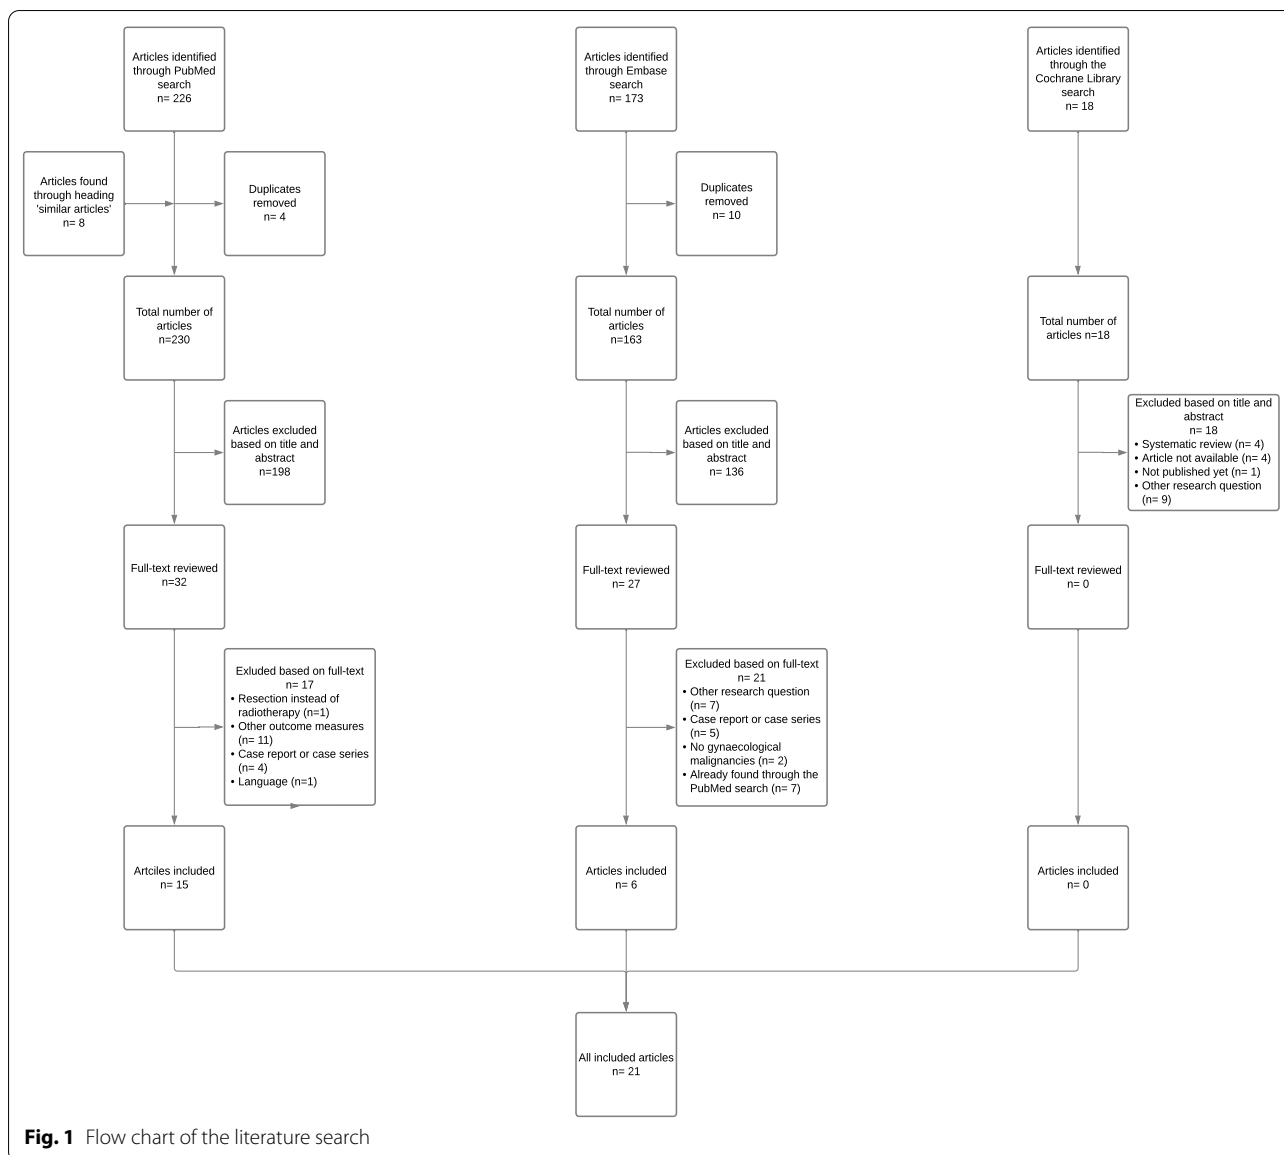 Articles identified
through PubMed
search
n= 226
Articles found
through heading
'similar articles'
n= 8
Duplicates
removed
n= 4
Total number of
articles
n=230
Articles excluded
based on title and
abstract
n=198
Full-text reviewed
n=32
Exluded based on full-text
n= 17
• Resection instead of
radiotherapy (n=1)
• Other outcome measures
(n= 11)
• Case report or case series
(n= 4)
• Language (n=1)
Artciles included
n= 15
Articles identified
through Embase
search
n= 173
Duplicates
removed
n= 10
Total number of
articles
n=163
Articles excluded
based on title and
abstract
n= 136
Full-text reviewed
n= 27
Excluded based on full-text
n= 21
• Other research question
(n= 7)
• Case report or case series
(n= 5)
• No gynaecological
malignancies (n= 2)
• Already found through the
PubMed search (n= 7)
Articles included
n= 6
Articles identified
through the
Cochrane Library
search
n= 18
Total number of
articles n=18
Excluded based on title and
abstract
n= 18
• Systematic review (n= 4)
• Article not available (n= 4)
• Not published yet (n= 1)
• Other research question
(n= 9)
Full-text reviewed
n= 0
Articles included
n= 0
All included articles
n= 21
Fig. 1 Flow chart of the literature search